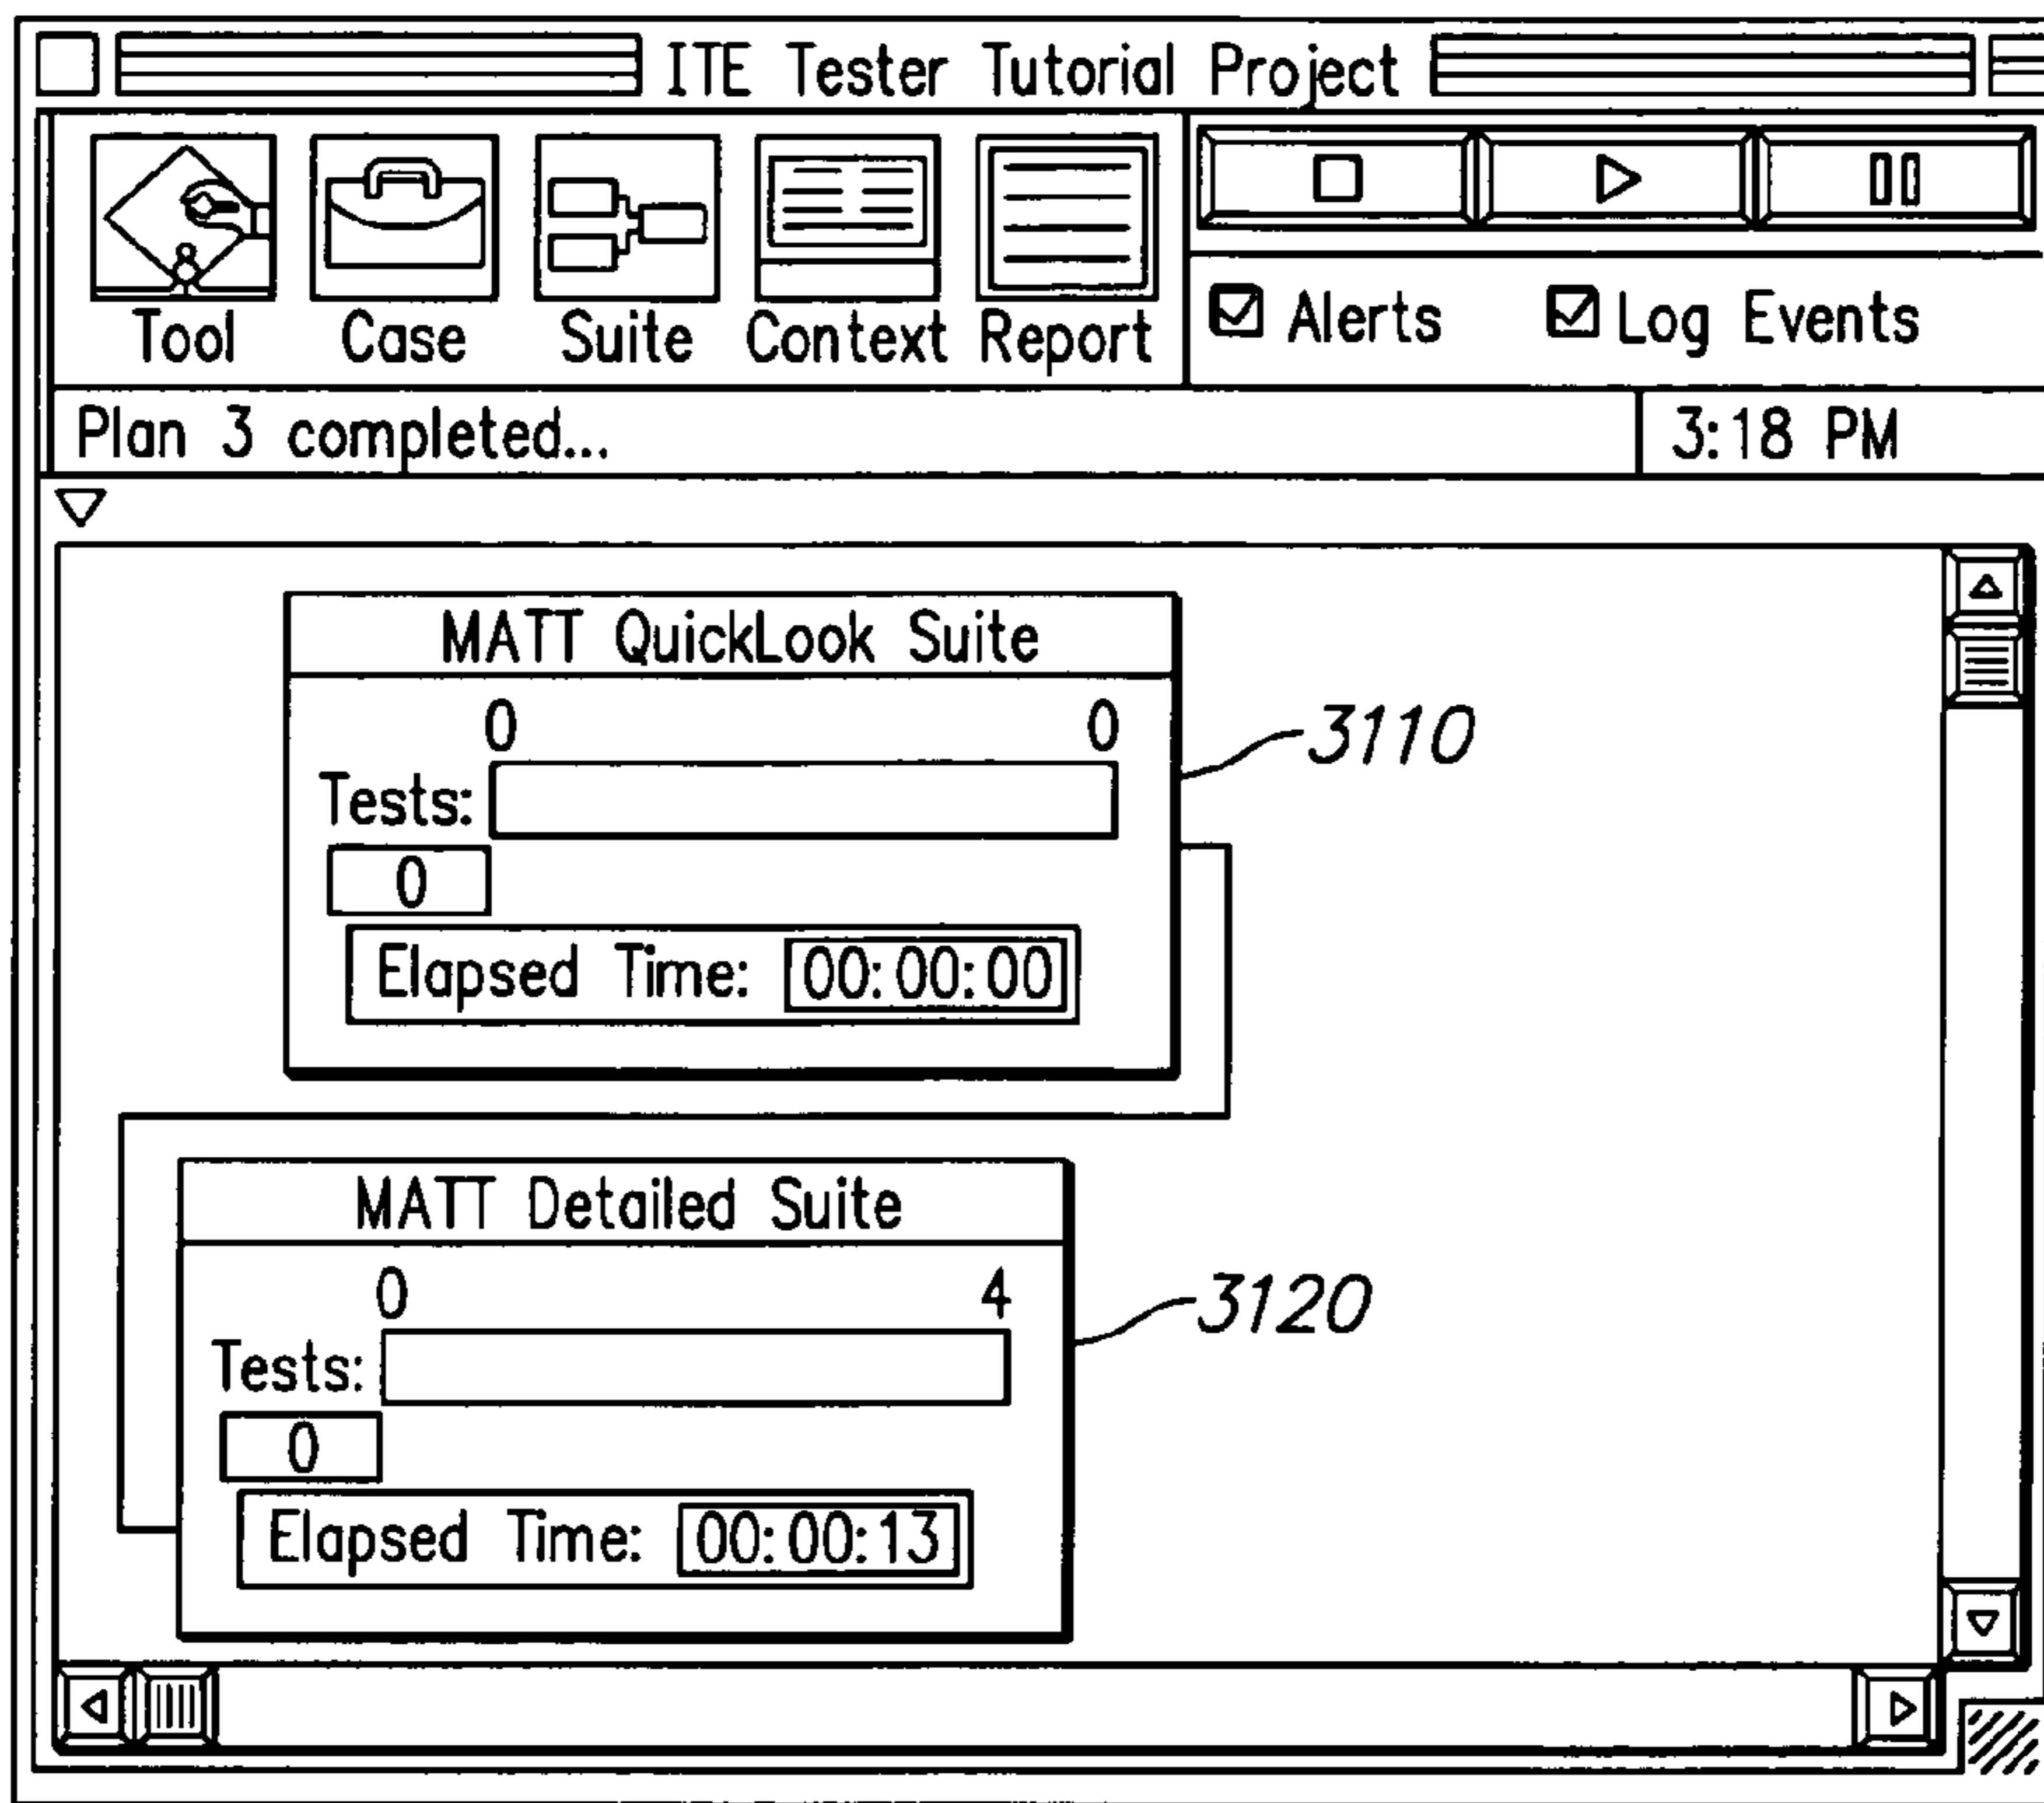 ITE Tester Tutorial Project
Tool Case Suite Context Report
Alerts Log Events
Plan 3 completed... 3:18 PM
MATT QuickLook Suite
0 0
3110
Tests:
0
Elapsed Time: 00:00:00
MATT Detailed Suite
0 4
3120
Tests:
0
Elapsed Time: 00:00:13